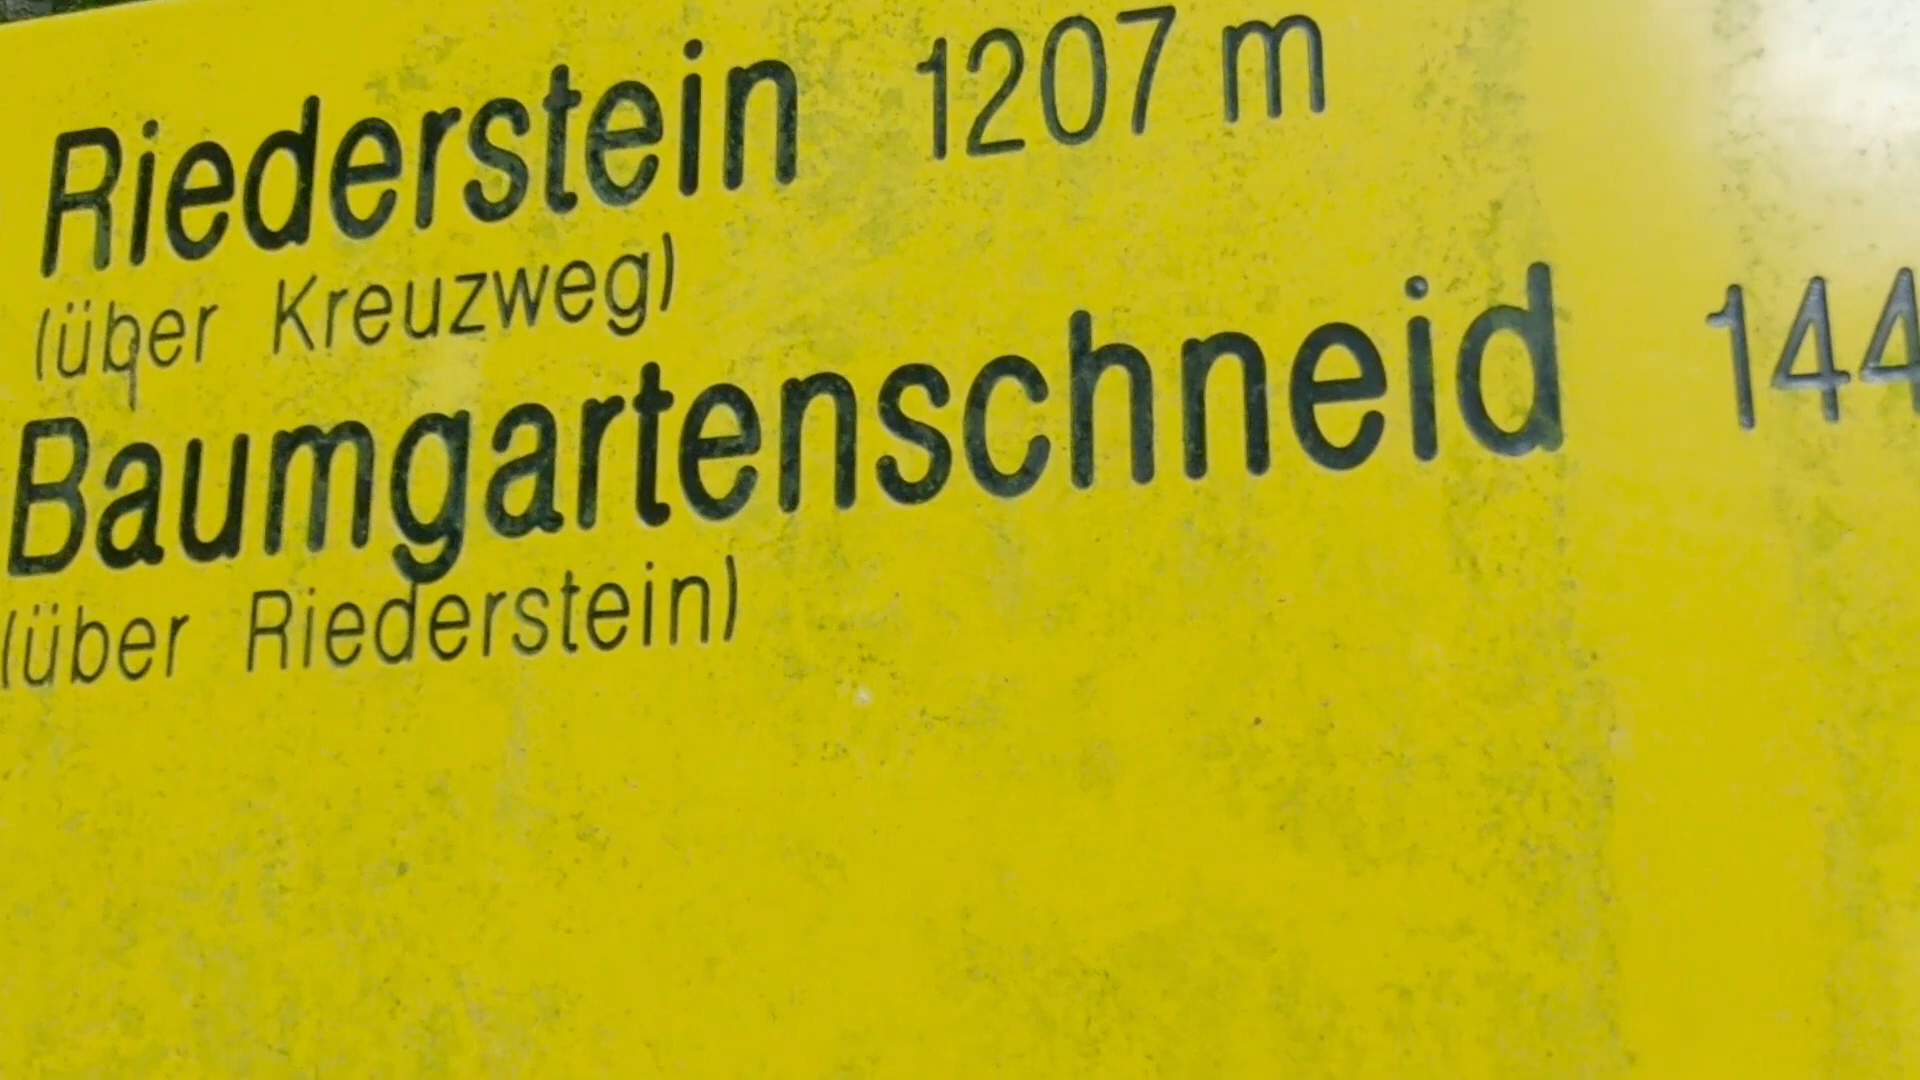 Riederstein 1207 m
(über Kreuzweg)
Baumgartenschneid 144
(über Riederstein)